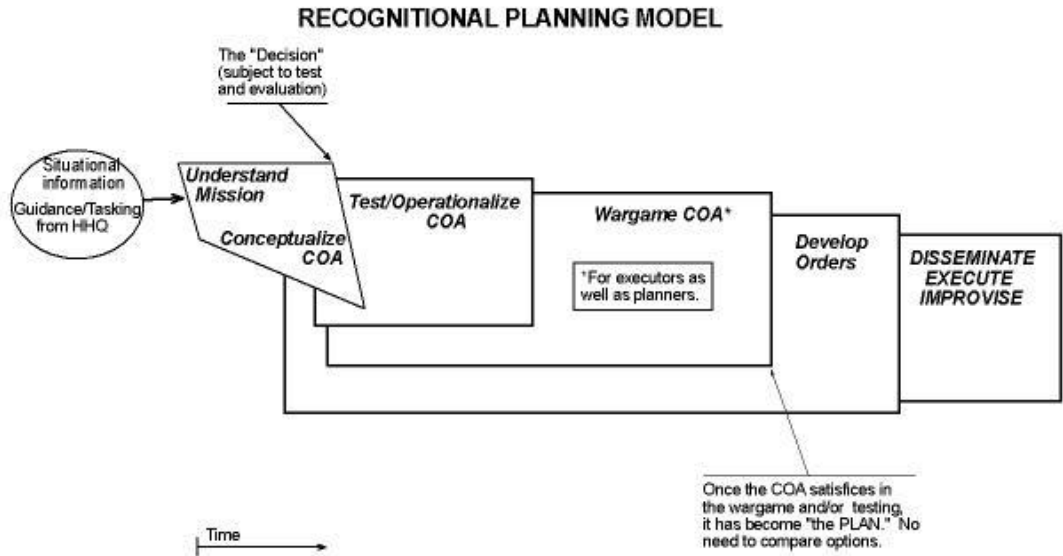 RECOGNITIONAL PLANNING MODEL
The "Decision"
(subject to test
and evaluation)
Situational
information
Guidance/Tasking
from HHQ
Understand
Mission
Conceptualize
COA
Test/Operationalize
COA
Wargame COA*
*For executors as
well as planners.
Develop
Orders
DISSEMINATE
EXECUTE
IMPROVISE
Once the COA satisfices in
the wargame and/or testing,
it has become "the PLAN." No
need to compare options.
Time